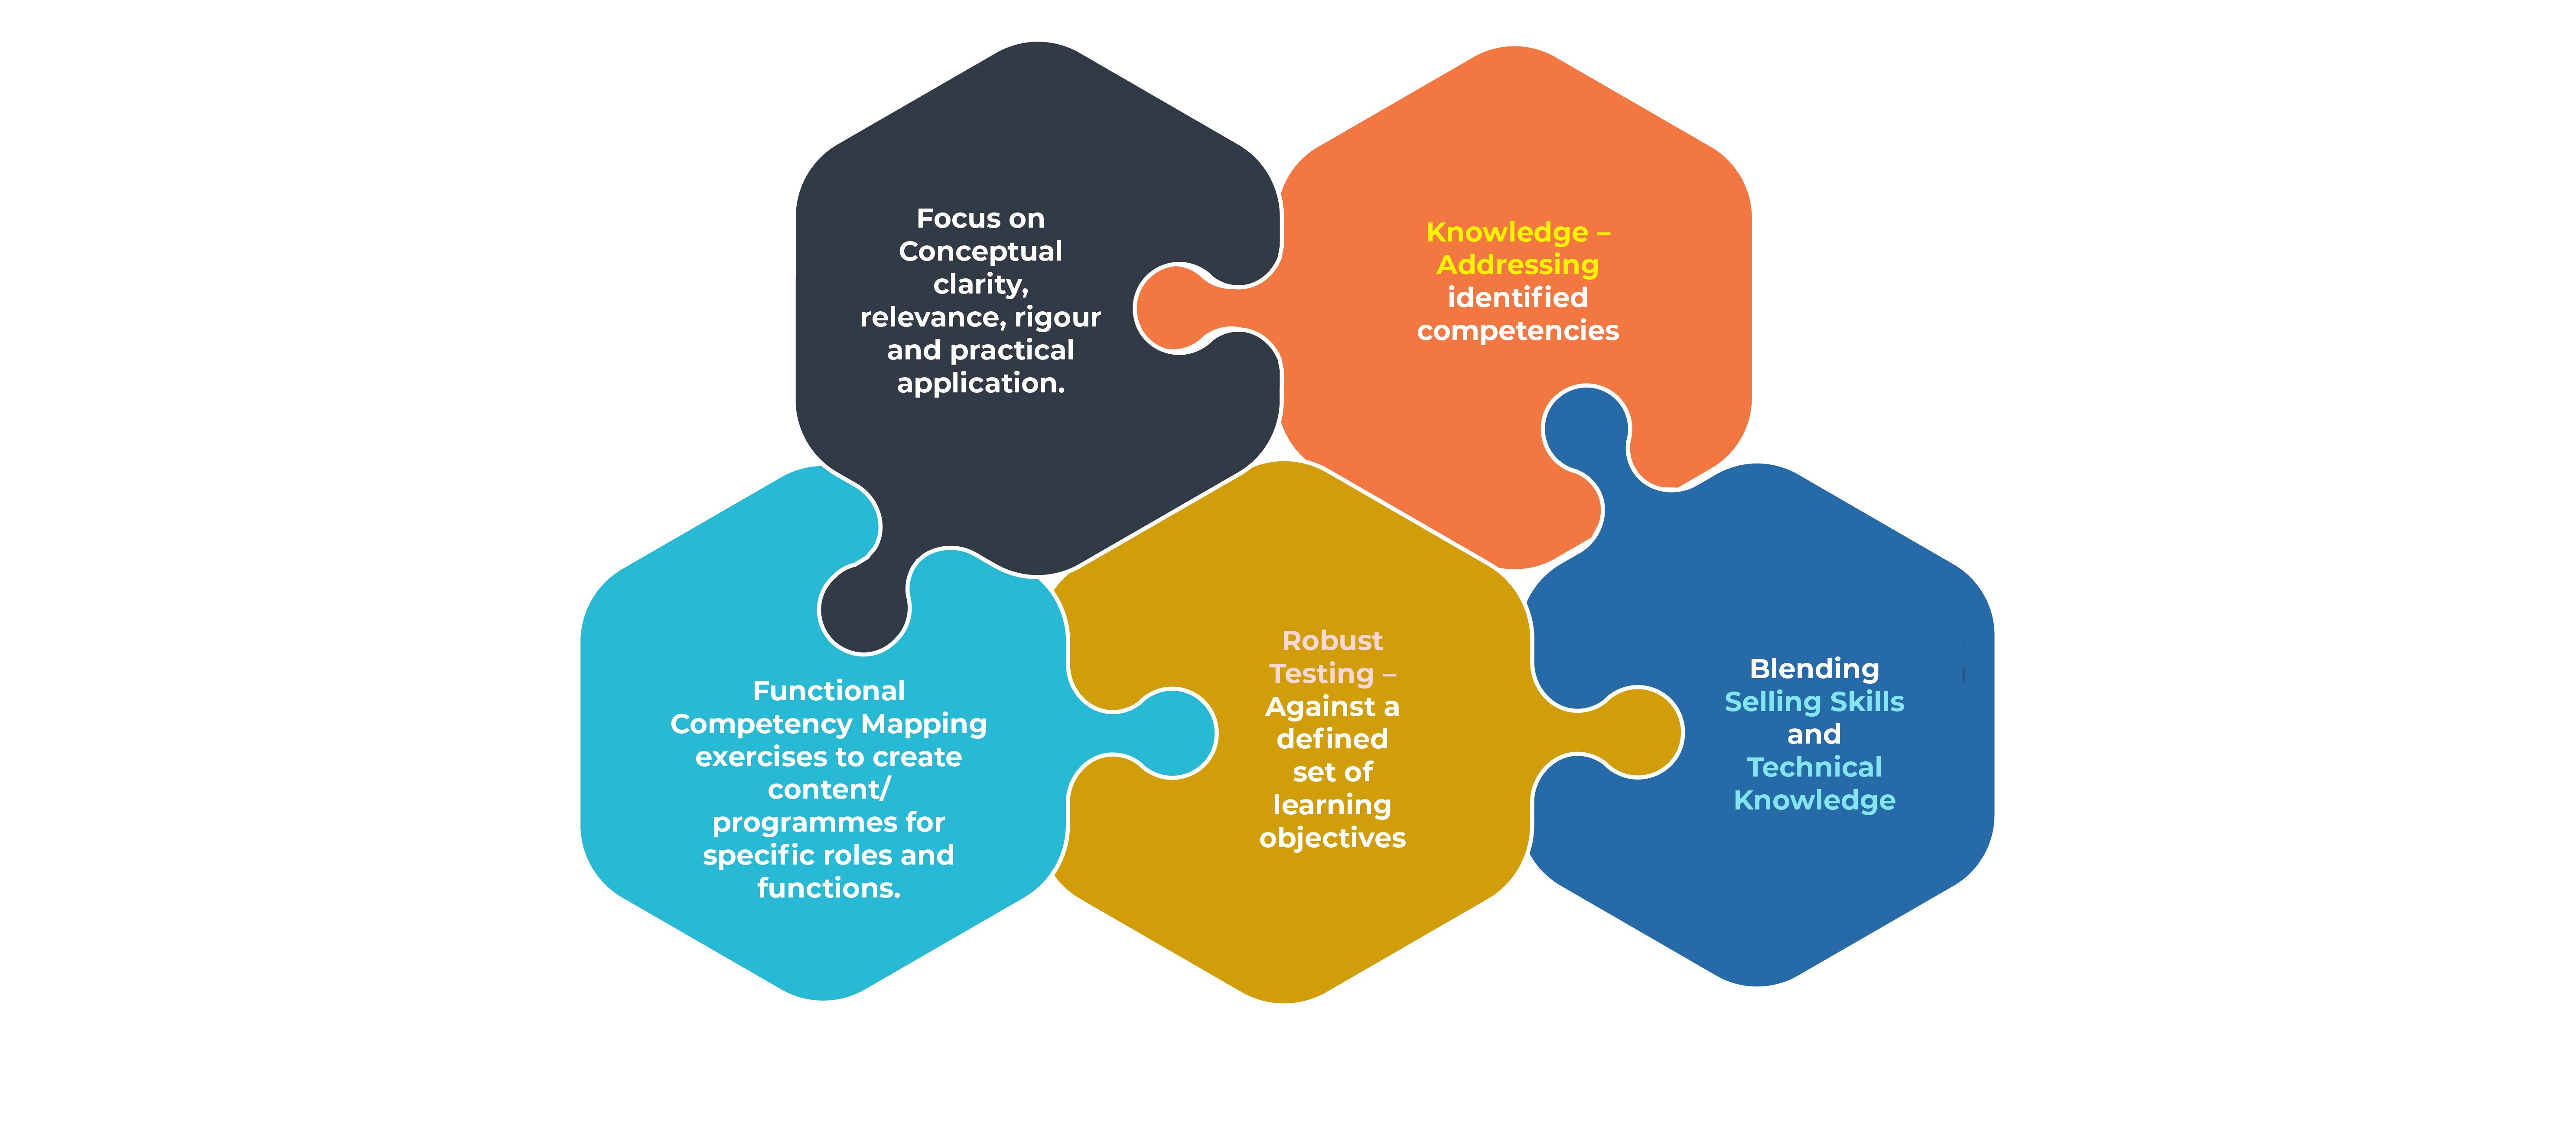 Focus on
Conceptual
clarity,
relevance, rigour
and practical
application.
Knowledge –
Addressing
identified
competencies
Functional
Competency Mapping
exercises to create
content/
programmes for
specific roles and
functions.
Robust
Testing –
Against a
defined
set of
learning
objectives
Blending
Selling Skills
and
Technical
Knowledge